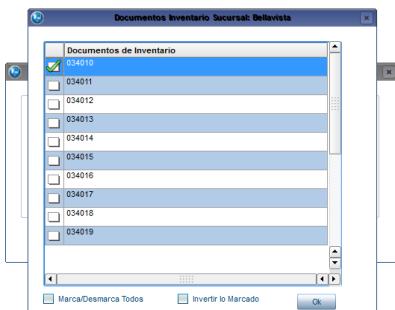 Documentos Inventario Sucursal: Bellavista
Documentos de Inventario
034010
034011
034012
034013
034014
034015
034016
034017
034018
034019
Marca/Desmarca Todos
Invertir lo Marcado
Ok